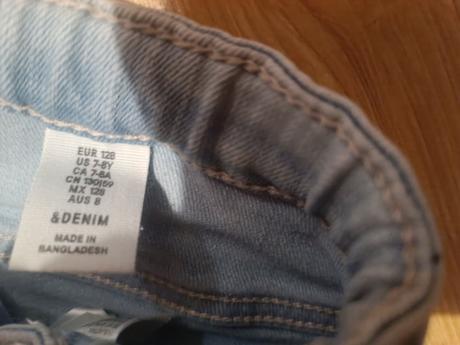 EUR 128
US 7-8Y
CA 7-8A
CN 130/59
MX 128
AUS 8
&DENIM
MADE IN
BANGLADESH